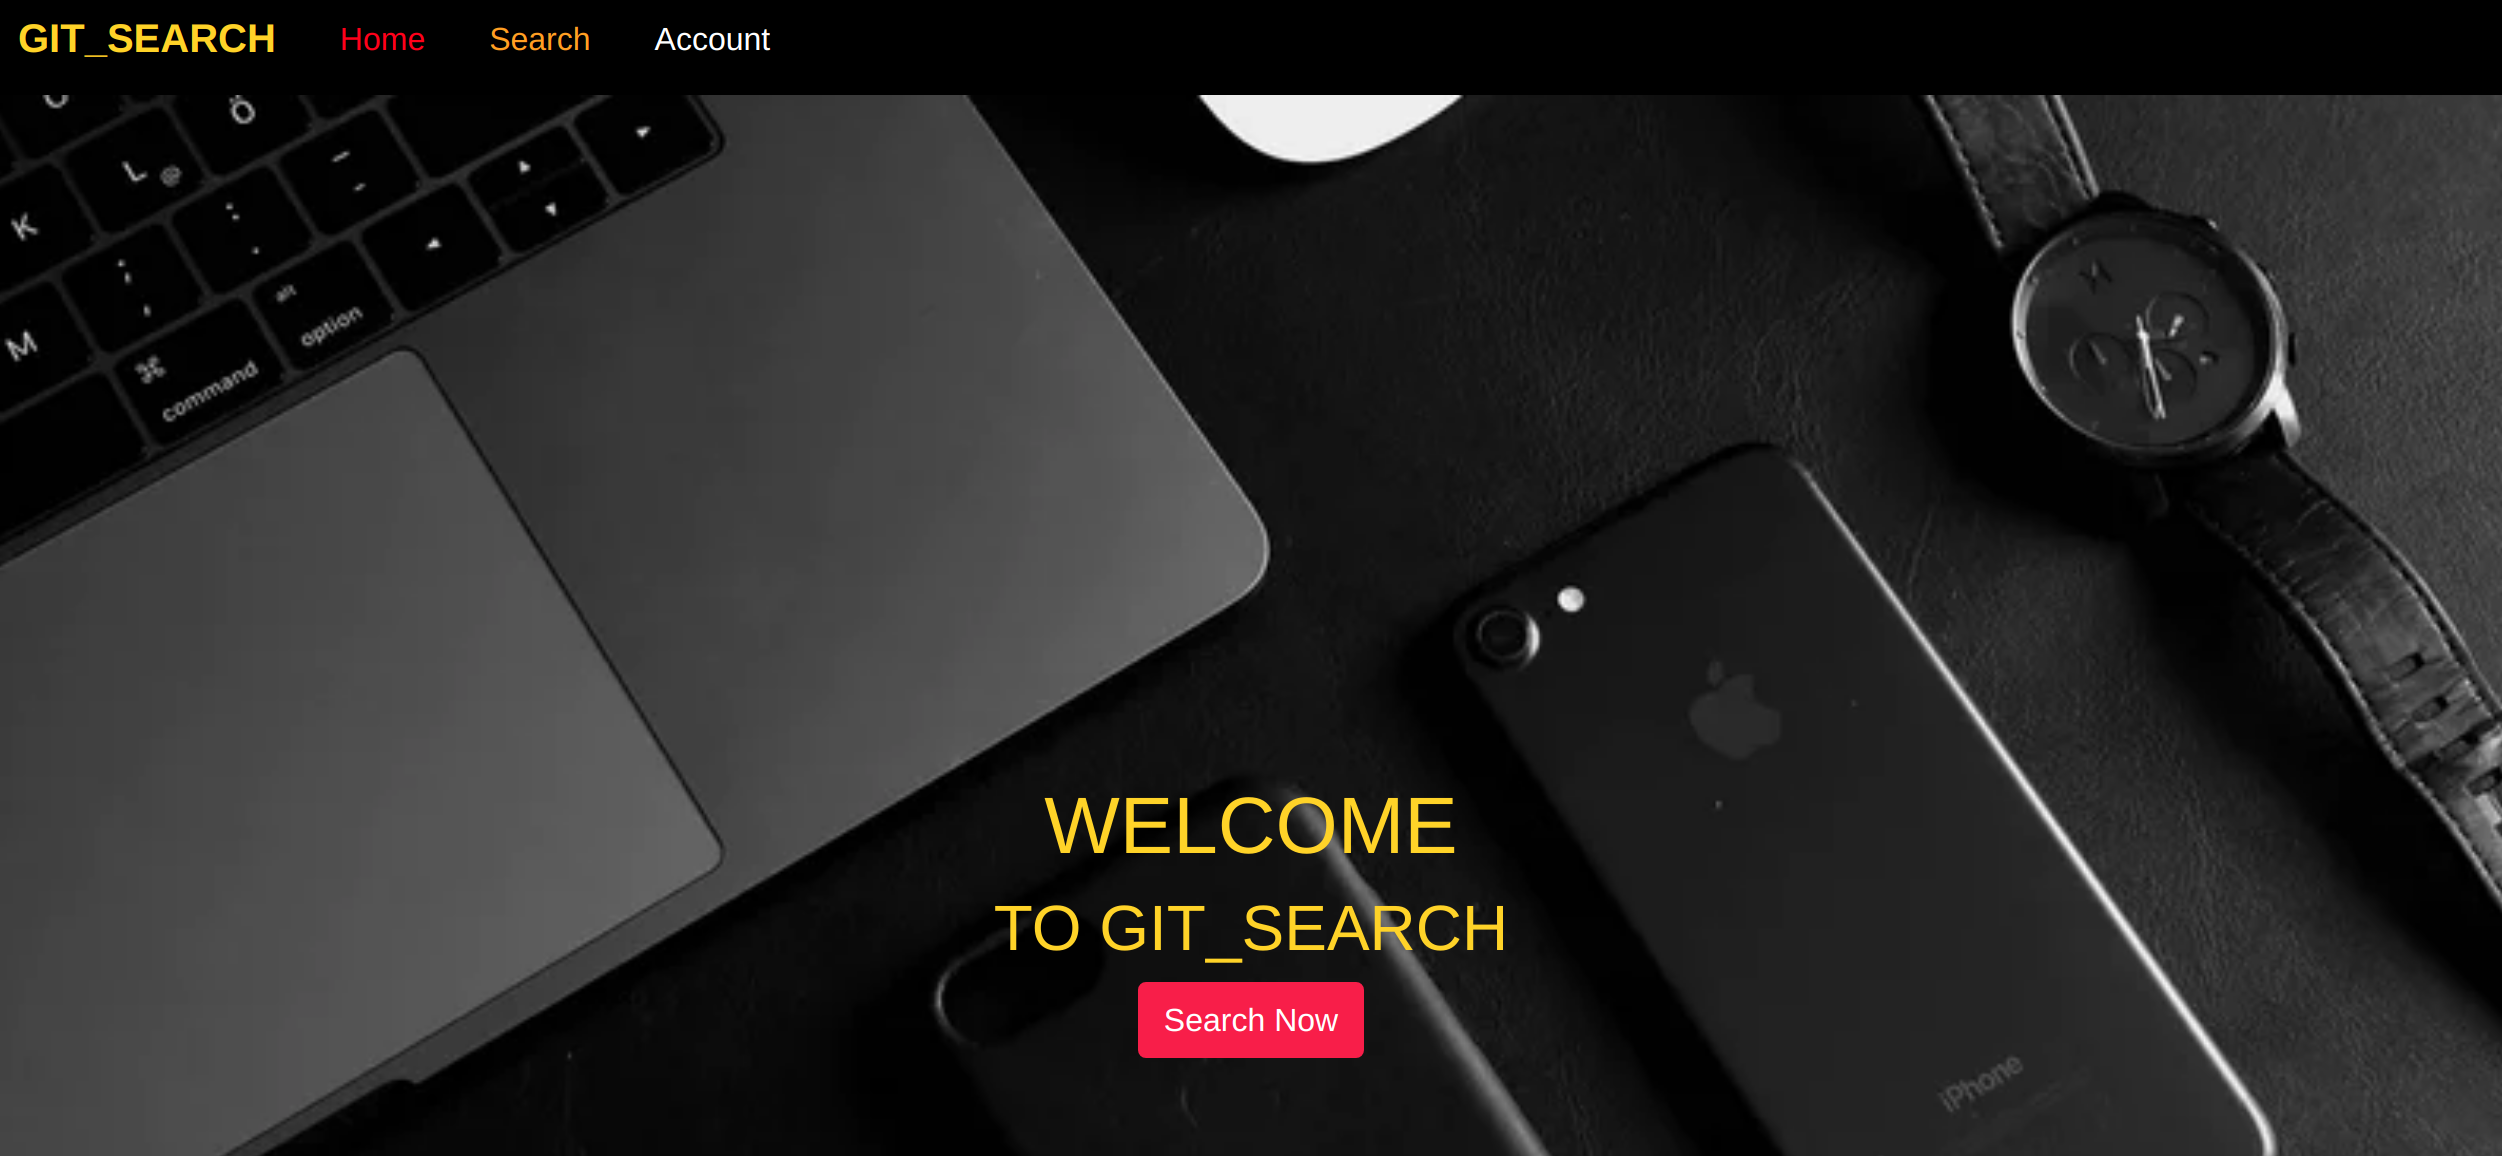 GIT_SEARCH Home Search Account
Ö
L @
K
: .
; ,
M
alt
option
⌘
command
WELCOME
TO GIT_SEARCH
Search Now
iPhone